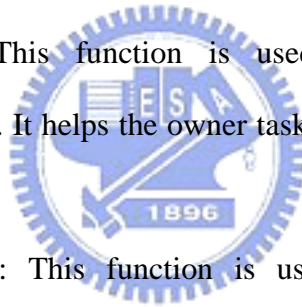 This function is used
. It helps the owner task
E S A
1896
: This function is us